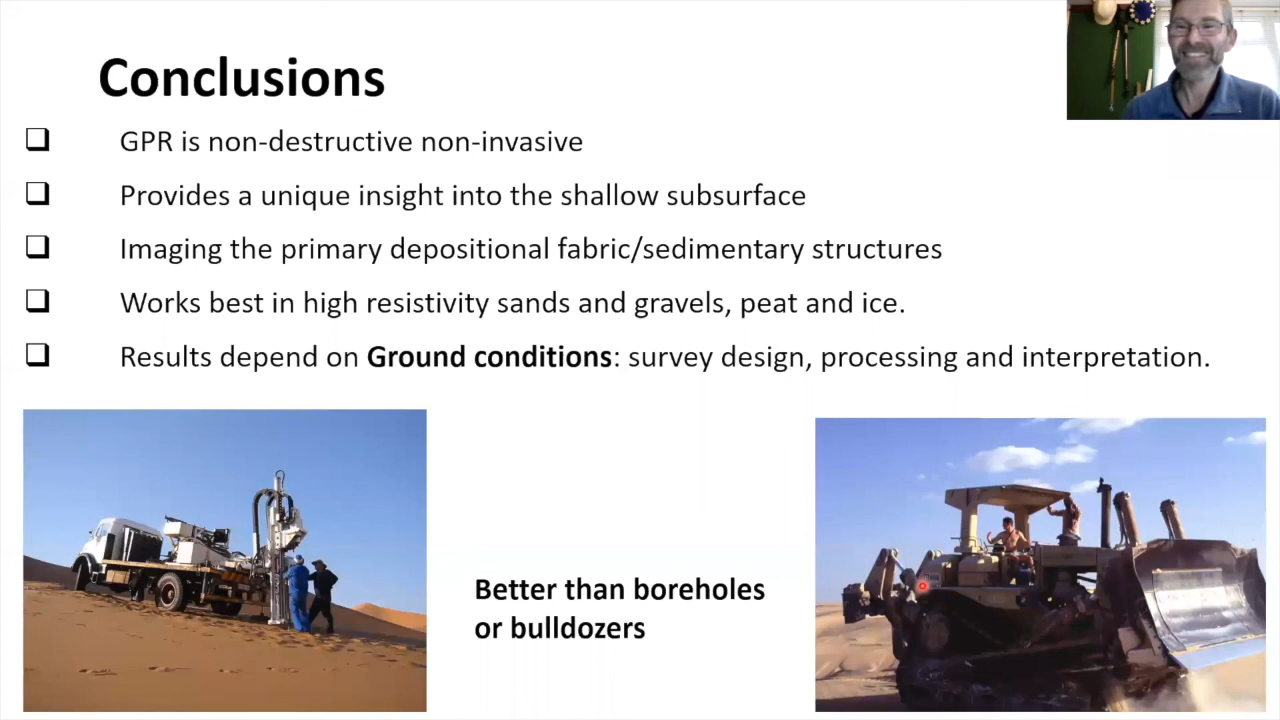 Conclusions
❑ GPR is non-destructive non-invasive
❑ Provides a unique insight into the shallow subsurface
❑ Imaging the primary depositional fabric/sedimentary structures
❑ Works best in high resistivity sands and gravels, peat and ice.
❑ Results depend on Ground conditions: survey design, processing and interpretation.
Better than boreholes
or bulldozers